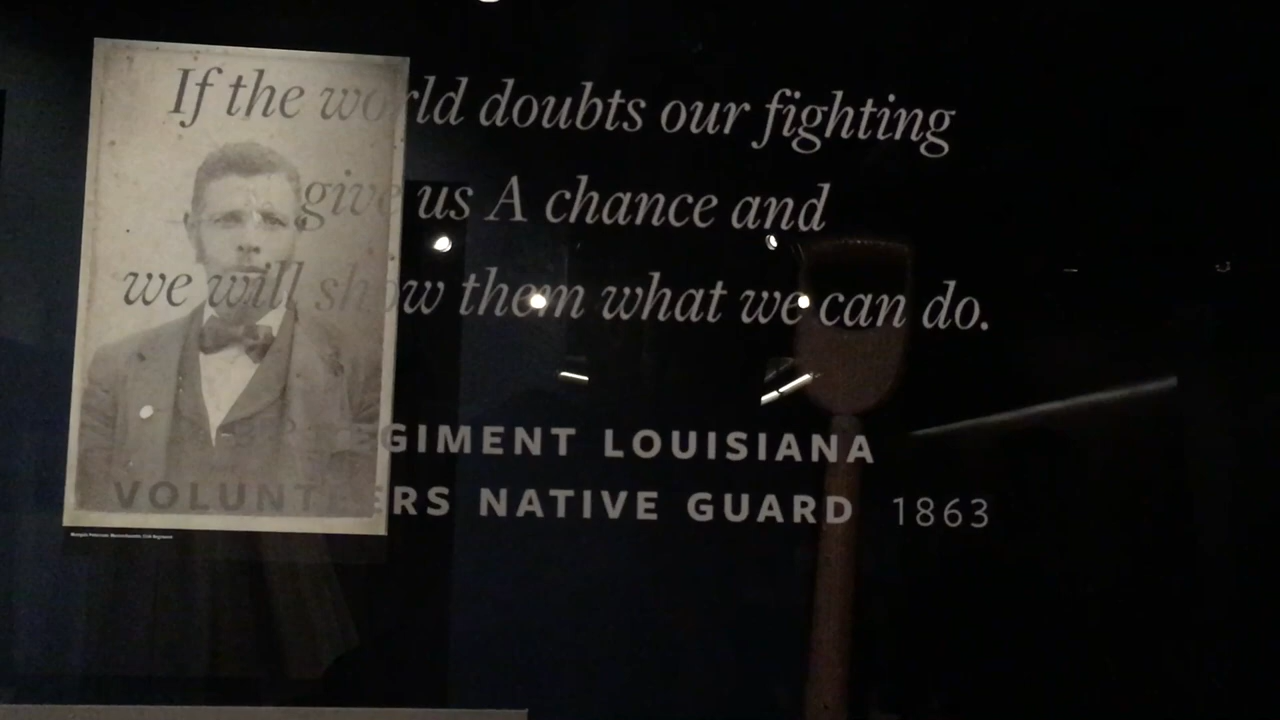 If the world doubts our fighting
give us A chance and
we will show them what we can do.
REGIMENT LOUISIANA
VOLUNTEERS NATIVE GUARD 1863